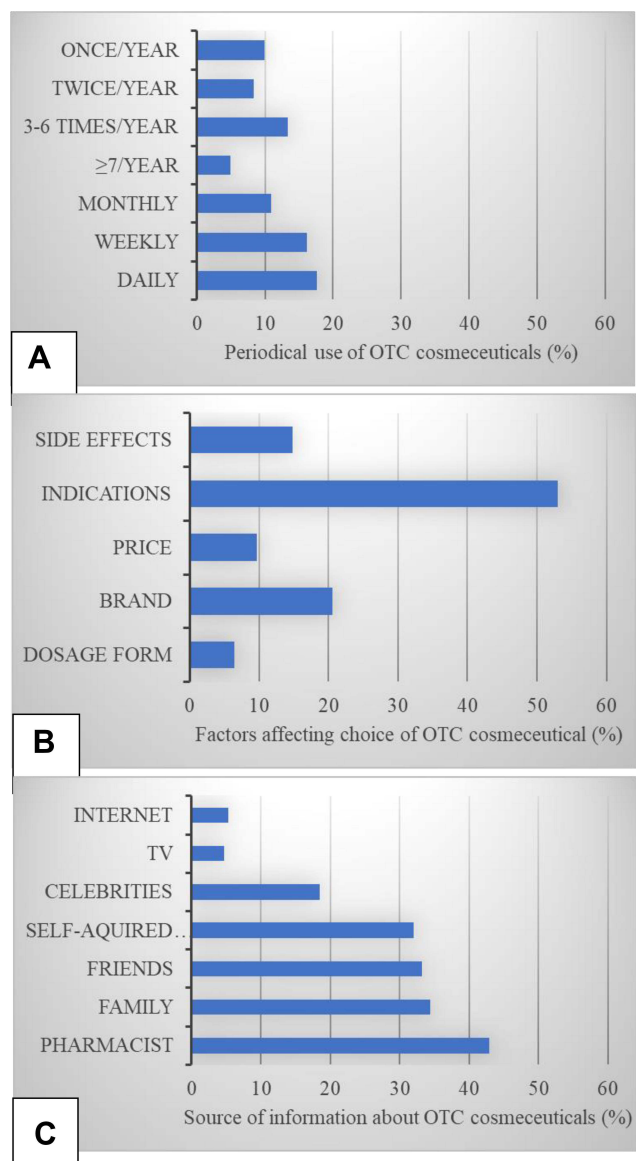 ONCE/YEAR
TWICE/YEAR
3-6 TIMES/YEAR
≥7/YEAR
MONTHLY
WEEKLY
DAILY
0 10 20 30 40 50 60
Periodical use of OTC cosmeceuticals (%)
A
SIDE EFFECTS
INDICATIONS
PRICE
BRAND
DOSAGE FORM
0 10 20 30 40 50 60
Factors affecting choice of OTC cosmeceutical (%)
B
INTERNET
TV
CELEBRITIES
SELF-AQUIRED…
FRIENDS
FAMILY
PHARMACIST
0 10 20 30 40 50 60
Source of information about OTC cosmeceuticals (%)
C